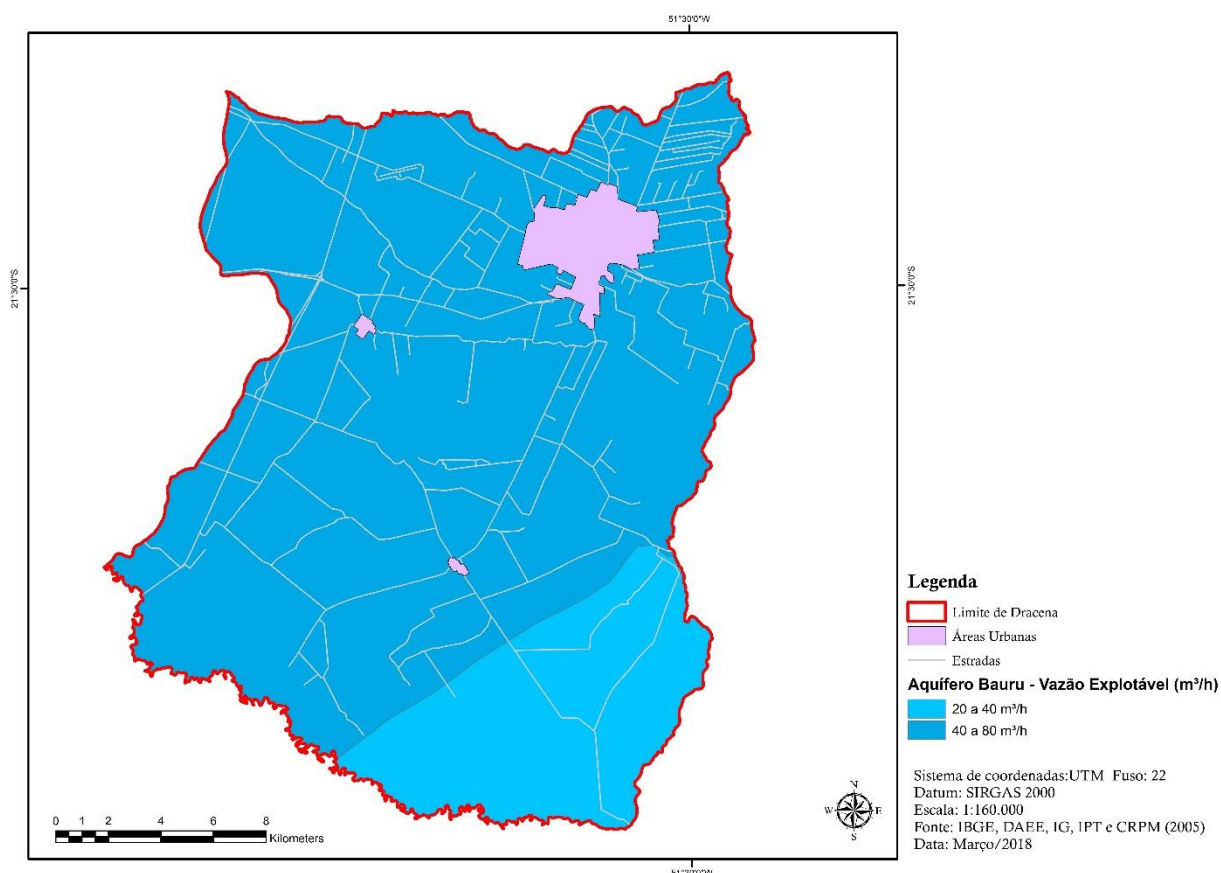 51°30'0"W
21°30'0"S
21°30'0"S
Legenda
Limite de Dracena
Áreas Urbanas
Estradas
Aquífero Bauru - Vazão Explotável (m³/h)
20 a 40 m³/h
40 a 80 m³/h
Sistema de coordenadas:UTM Fuso: 22
Datum: SIRGAS 2000
Escala: 1:160.000
Fonte: IBGE, DAEE, IG, IPT e CRPM (2005)
Data: Março/2018
N
W E
S
0 1 2 4 6 8
Kilometers
51°30'0"W